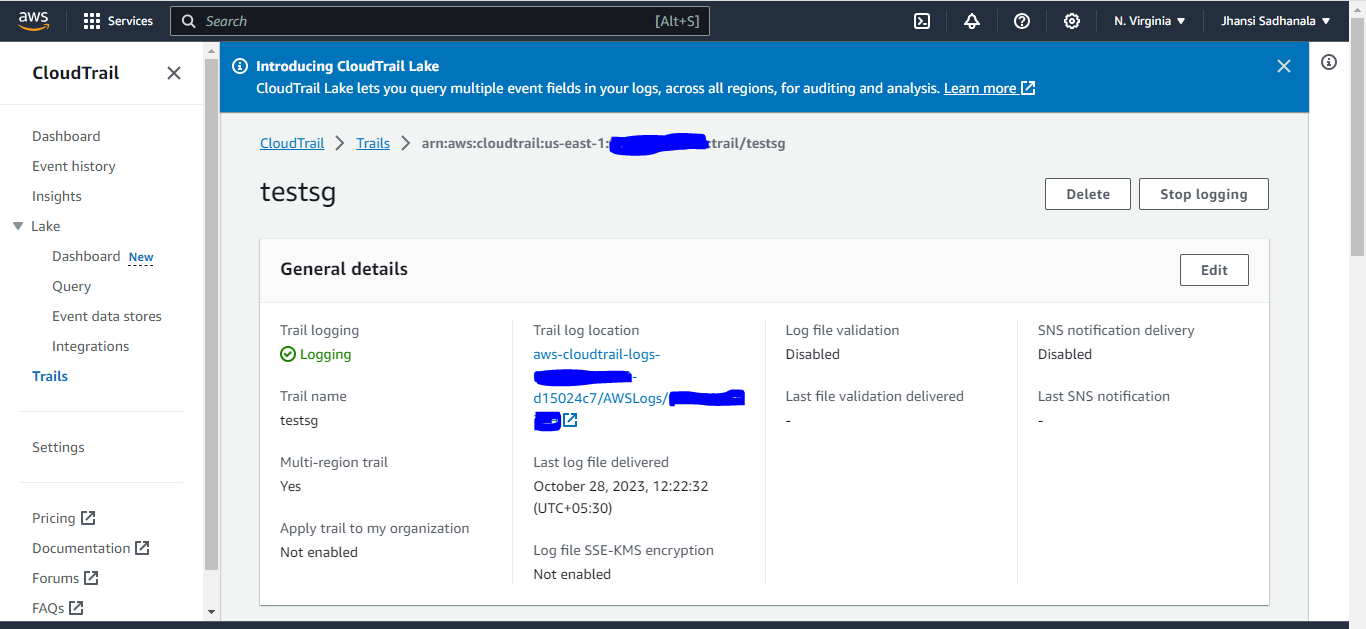 aws
Services
Search [Alt+S]
N. Virginia
Jhansi Sadhanala
CloudTrail
Dashboard
Event history
Insights
Lake
Dashboard New
Query
Event data stores
Integrations
Trails
Settings
Pricing
Documentation
Forums
FAQs
Introducing CloudTrail Lake
CloudTrail Lake lets you query multiple event fields in your logs, across all regions, for auditing and analysis. Learn more
CloudTrail > Trails > arn:aws:cloudtrail:us-east-1: :trail/testsg
testsg
Delete
Stop logging
General details
Edit
Trail logging
Logging
Trail name
testsg
Multi-region trail
Yes
Apply trail to my organization
Not enabled
Trail log location
aws-cloudtrail-logs-
-
d15024c7/AWSLogs/
Last log file delivered
October 28, 2023, 12:22:32
(UTC+05:30)
Log file SSE-KMS encryption
Not enabled
Log file validation
Disabled
Last file validation delivered
-
SNS notification delivery
Disabled
Last SNS notification
-